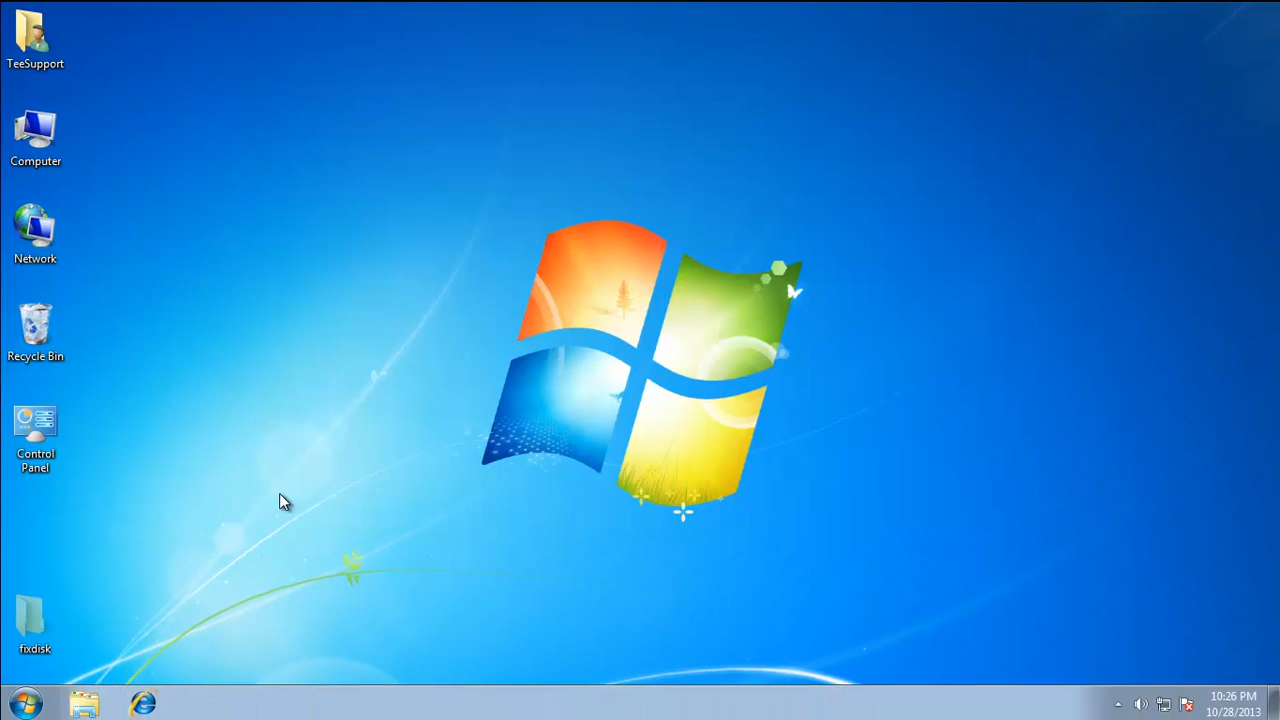 TeeSupport
Computer
Network
Recycle Bin
Control
Panel
fixdisk
10:26 PM
10/28/2013